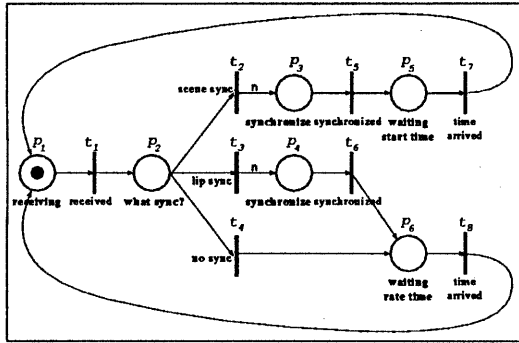 t2 t5 t7
p3 p5
scene sync n
synchronize synchronized waiting start time time arrived
p1 t1 p2 t3 p4 t6
lip sync n
receiving received what sync? synchronize synchronized
t4 p6 t8
no sync
waiting rate time time arrived